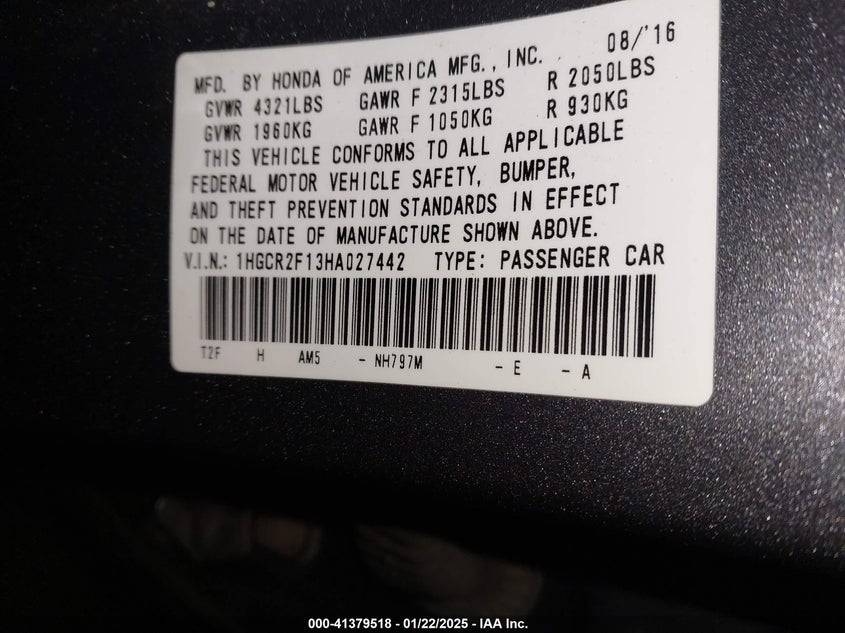 MFD. BY HONDA OF AMERICA MFG., INC. 08/'16
GVWR 4321LBS GAWR F 2315LBS R 2050LBS
GVWR 1960KG GAWR F 1050KG R 930KG
THIS VEHICLE CONFORMS TO ALL APPLICABLE
FEDERAL MOTOR VEHICLE SAFETY, BUMPER,
AND THEFT PREVENTION STANDARDS IN EFFECT
ON THE DATE OF MANUFACTURE SHOWN ABOVE.
V.I.N.: 1HGCR2F13HA027442 TYPE: PASSENGER CAR
T2F H AM5 - NH797M - E - A
000-41379518 - 01/22/2025 - IAA Inc.